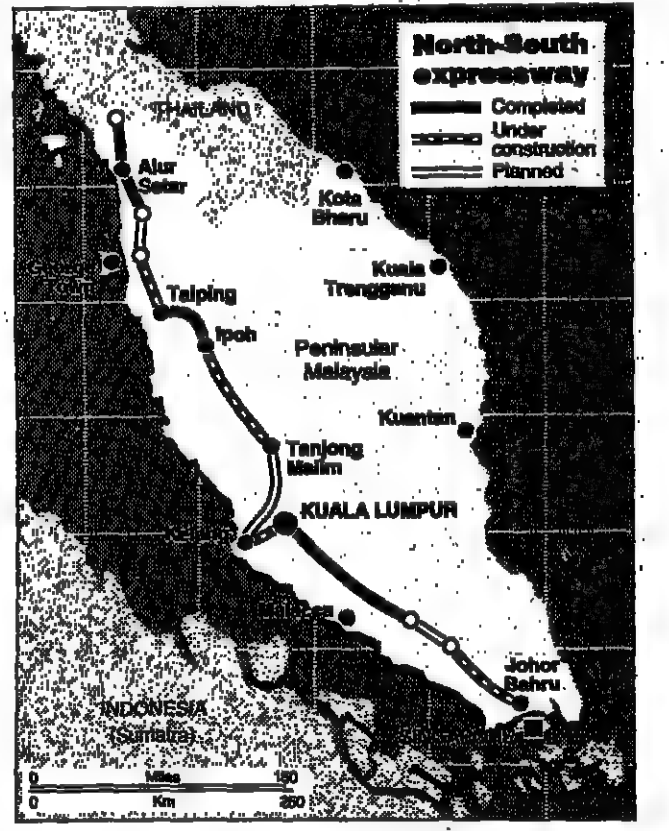 North-South
expressway
Completed
Under
construction
Planned
THAILAND
Alur
Setar
Kota
Bharu
Kuala
Trengganu
Taiping
Ipoh
Peninsular
Malaysia
Kuantan
Tanjong
Malim
KUALA LUMPUR
Johor
Bahru
INDONESIA
(Sumatra)
0 Miles 150
0 Km